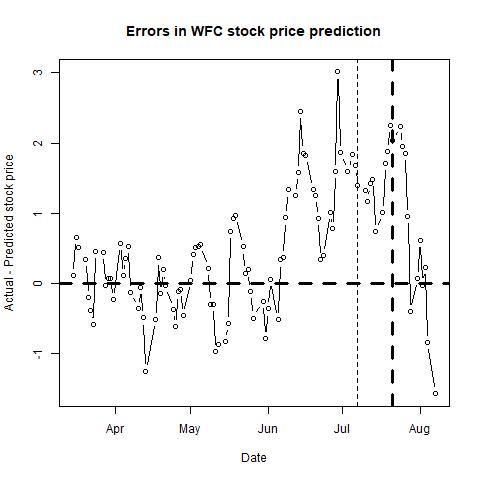 Errors in WFC stock price prediction
Actual - Predicted stock price
3
2
1
0
-1
Apr May Jun Jul Aug
Date